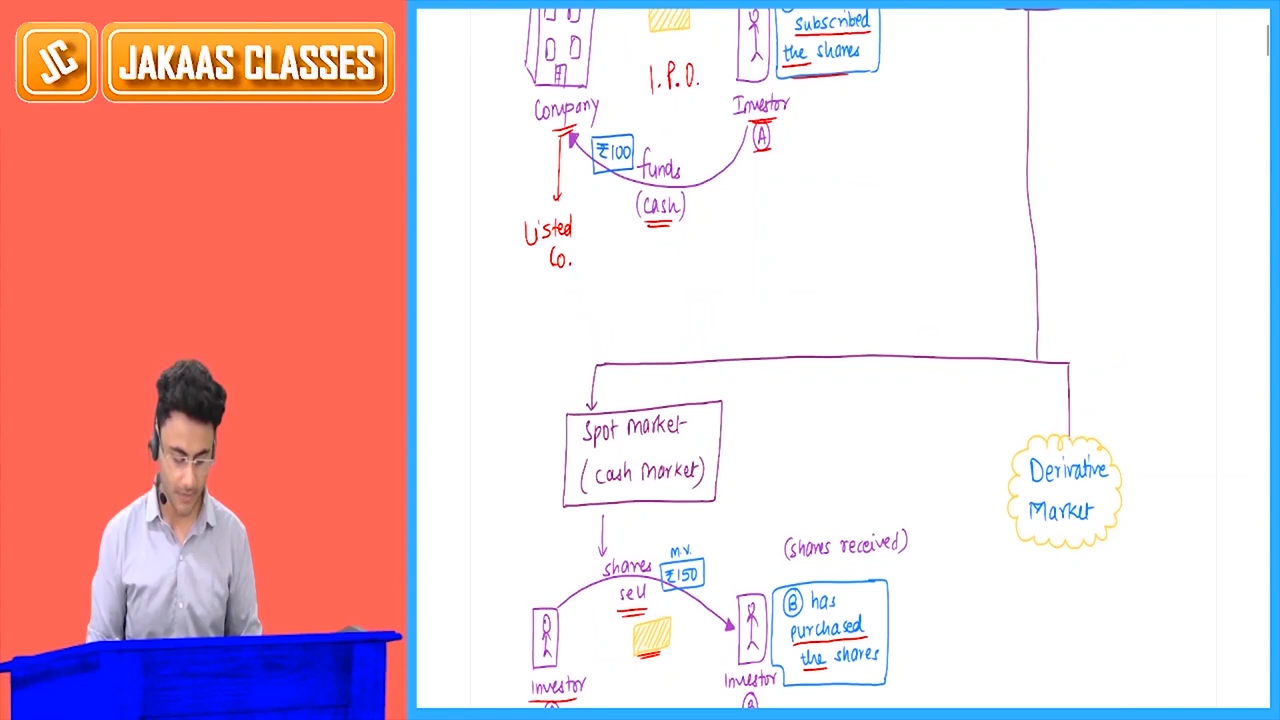 JC
JAKAAS CLASSES
subscribed
the shares
I.P.O.
Company
Investor
A
₹100
funds
(cash)
Listed
Co.
Spot market
(cash market)
Derivative
Market
(shares received)
M.V.
shares
₹150
sell
B has
purchased
the shares
Investor
Investor